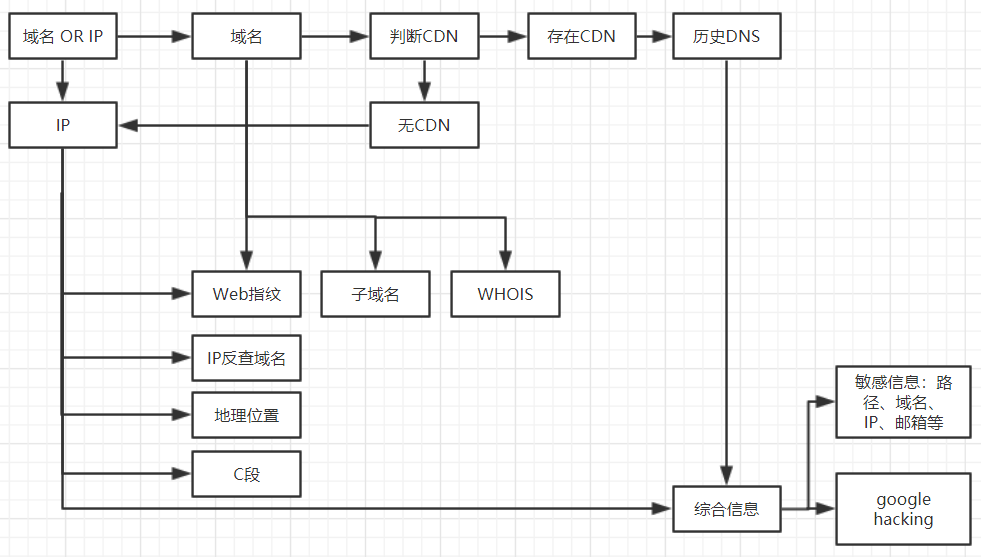 域名 OR IP
域名
判断CDN
存在CDN
历史DNS
IP
无CDN
Web指纹
子域名
WHOIS
IP反查域名
地理位置
C段
敏感信息：路
径、域名、
IP、邮箱等
综合信息
google
hacking